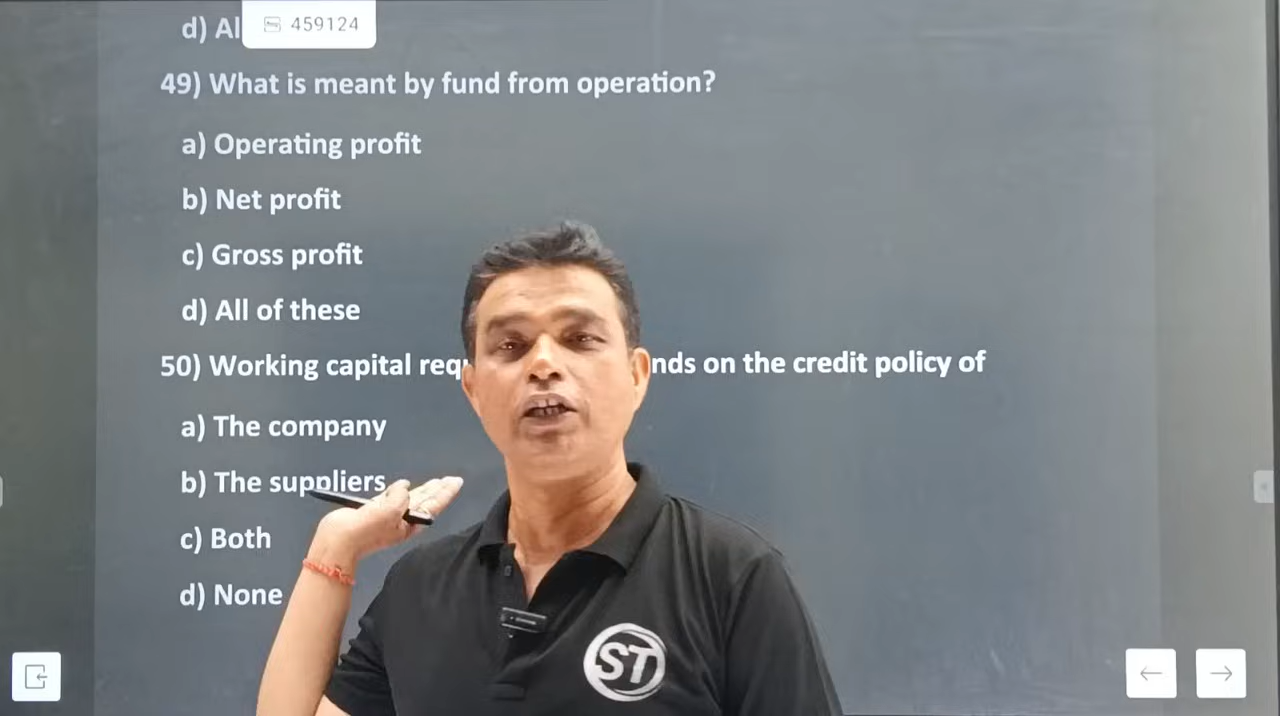 d) Al
459124
49) What is meant by fund from operation?
a) Operating profit
b) Net profit
c) Gross profit
d) All of these
50) Working capital req nds on the credit policy of
a) The company
b) The suppliers
c) Both
d) None
ST